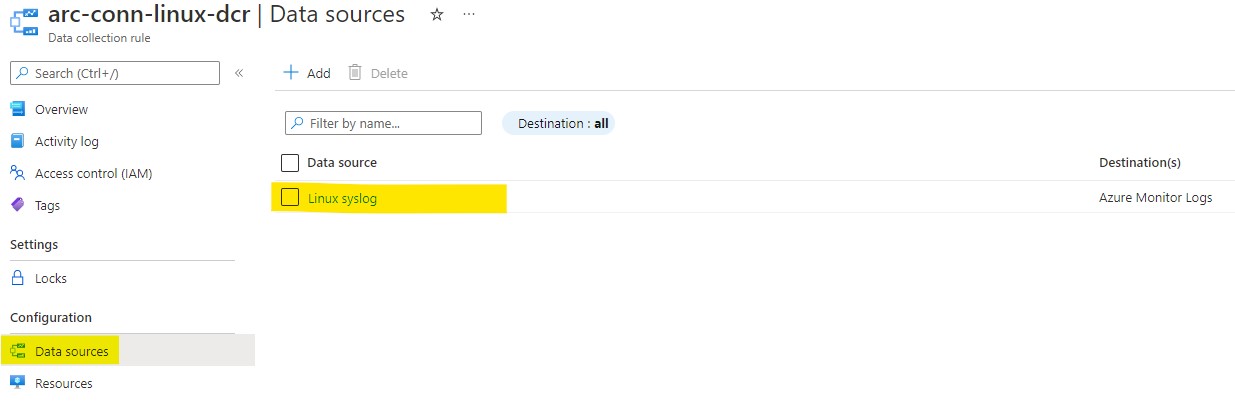 arc-conn-linux-dcr | Data sources ☆ ...
Data collection rule
Search (Ctrl+/) «
Overview
Activity log
Access control (IAM)
Tags
Settings
Locks
Configuration
Data sources
Resources
+ Add Delete
Filter by name... Destination : all
Data source Destination(s)
Linux syslog Azure Monitor Logs